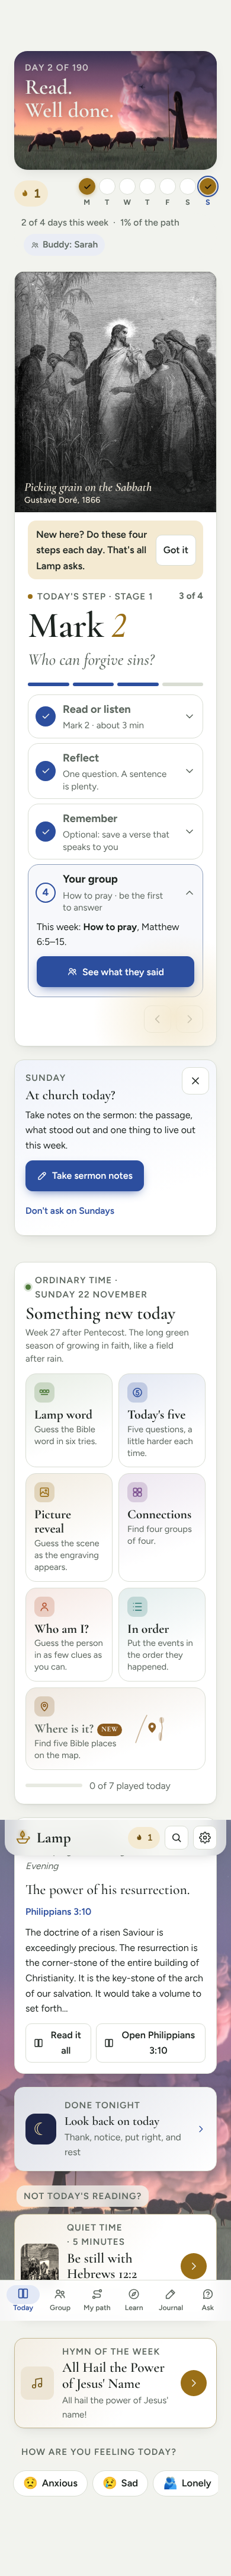 DAY 2 OF 190
Read.
Well done.
1
M T W T F S S
2 of 4 days this week · 1% of the path
Buddy: Sarah
Picking grain on the Sabbath
Gustave Doré, 1866
New here? Do these four
steps each day. That's all
Lamp asks.
Got it
TODAY'S STEP · STAGE 1
3 of 4
Mark 2
Who can forgive sins?
Read or listen
Mark 2 · about 3 min
Reflect
One question. A sentence
is plenty.
Remember
Optional: save a verse that
speaks to you
4
Your group
How to pray · be the first
to answer
This week: How to pray, Matthew
6:5–15.
See what they said
SUNDAY
At church today?
Take notes on the sermon: the passage,
what stood out and one thing to live out
this week.
Take sermon notes
Don't ask on Sundays
ORDINARY TIME ·
SUNDAY 22 NOVEMBER
Something new today
Week 27 after Pentecost. The long green
season of growing in faith, like a field
after rain.
Lamp word
Guess the Bible
word in six tries.
Today's five
Five questions, a
little harder each
time.
Picture
reveal
Guess the scene
as the engraving
appears.
Connections
Find four groups
of four.
Who am I?
Guess the person
in as few clues as
you can.
In order
Put the events in
the order they
happened.
Where is it? NEW
Find five Bible places
on the map.
0 of 7 played today
Lamp
1
Evening
The power of his resurrection.
Philippians 3:10
The doctrine of a risen Saviour is
exceedingly precious. The resurrection is
the corner-stone of the entire building of
Christianity. It is the key-stone of the arch
of our salvation. It would take a volume to
set forth…
Read it
all
Open Philippians
3:10
DONE TONIGHT
Look back on today
Thank, notice, put right, and
rest
NOT TODAY'S READING?
QUIET TIME
· 5 MINUTES
Be still with
Hebrews 12:2
Today
Group
My path
Learn
Journal
Ask
HYMN OF THE WEEK
All Hail the Power
of Jesus' Name
All hail the power of Jesus'
name!
HOW ARE YOU FEELING TODAY?
Anxious
Sad
Lonely